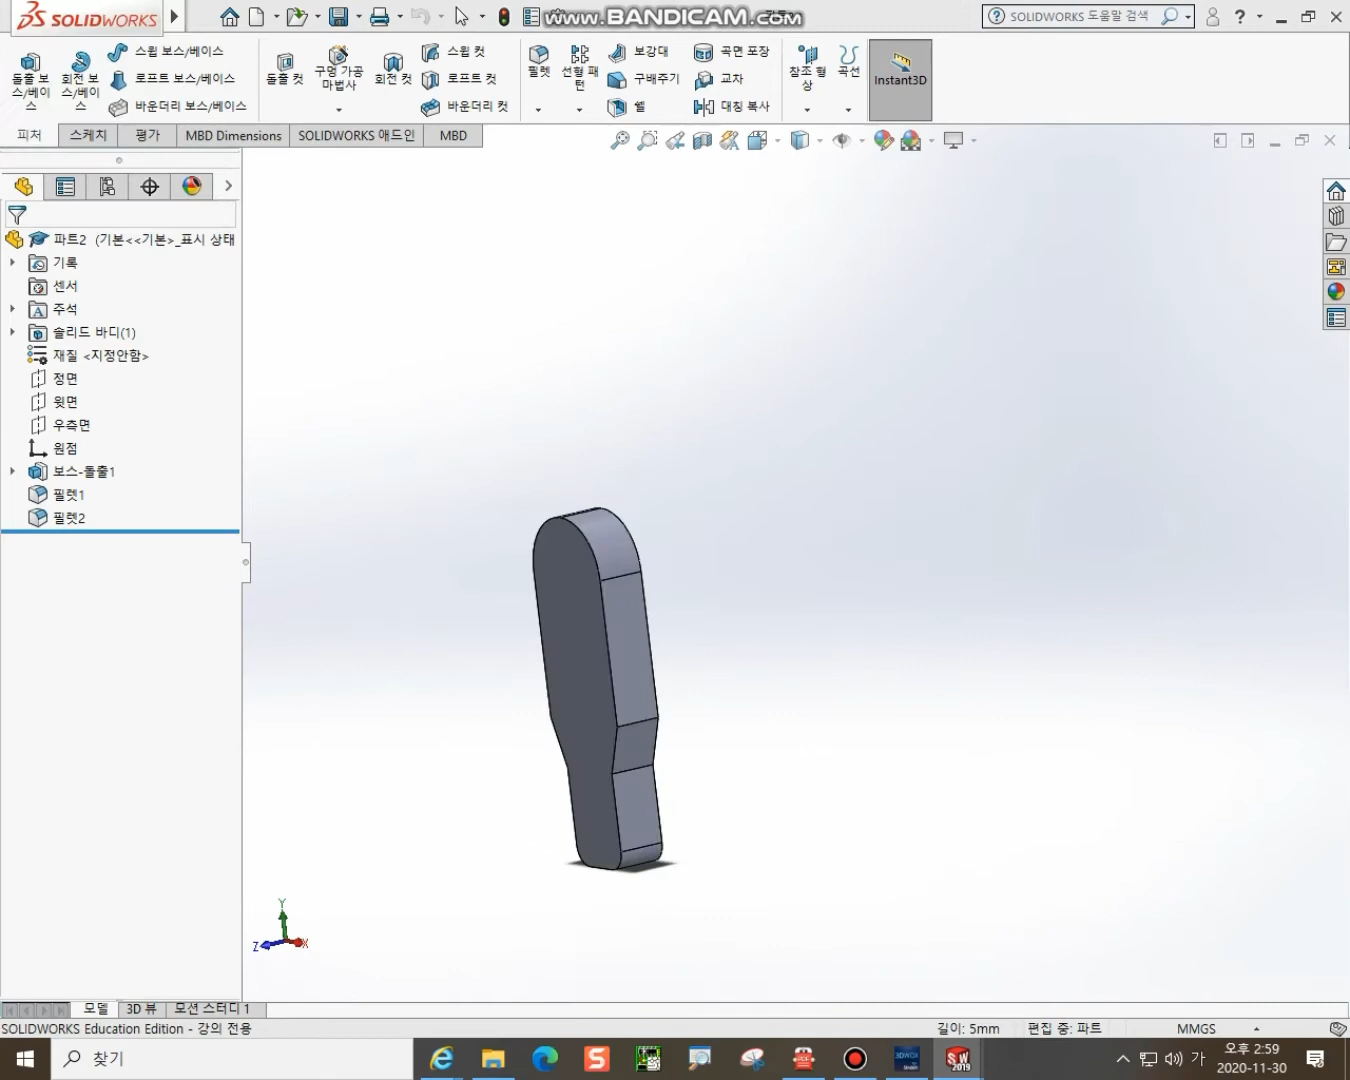 SOLIDWORKS
www.BANDICAM.com
SOLIDWORKS 도움말 검색
?
돌출 보스/베이스
회전 보스/베이스
스윕 보스/베이스
로프트 보스/베이스
바운더리 보스/베이스
돌출 컷
구멍 가공 마법사
회전 컷
스윕 컷
로프트 컷
바운더리 컷
필렛
선형 패턴
보강대
구배주기
쉘
곡면 포장
교차
대칭 복사
참조 형상
곡선
Instant3D
피처
스케치
평가
MBD Dimensions
SOLIDWORKS 애드인
MBD
파트2 (기본<<기본>_표시 상태
기록
센서
주석
솔리드 바디(1)
재질 <지정안함>
정면
윗면
우측면
원점
보스-돌출1
필렛1
필렛2
Y
Z
X
모델
3D 뷰
모션 스터디 1
SOLIDWORKS Education Edition - 강의 전용
길이: 5mm
편집 중: 파트
MMGS
찾기
가
오후 2:59
2020-11-30